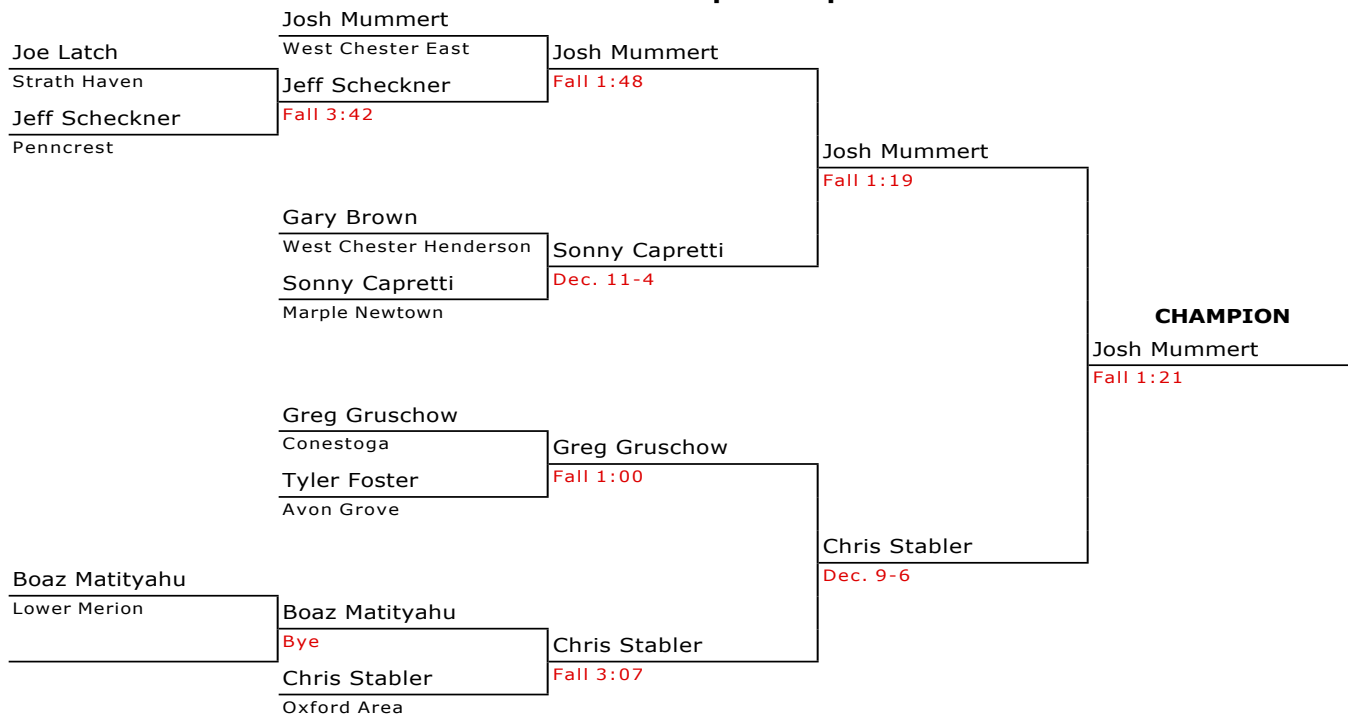 Josh Mummert
Joe Latch
West Chester East
Josh Mummert
Strath Haven
Jeff Scheckner
Fall 1:48
Jeff Scheckner
Fall 3:42
Penncrest
Josh Mummert
Fall 1:19
Gary Brown
West Chester Henderson
Sonny Capretti
Sonny Capretti
Dec. 11-4
Marple Newtown
CHAMPION
Josh Mummert
Fall 1:21
Greg Gruschow
Conestoga
Greg Gruschow
Tyler Foster
Fall 1:00
Avon Grove
Chris Stabler
Dec. 9-6
Boaz Matityahu
Lower Merion
Boaz Matityahu
Bye
Chris Stabler
Chris Stabler
Fall 3:07
Oxford Area